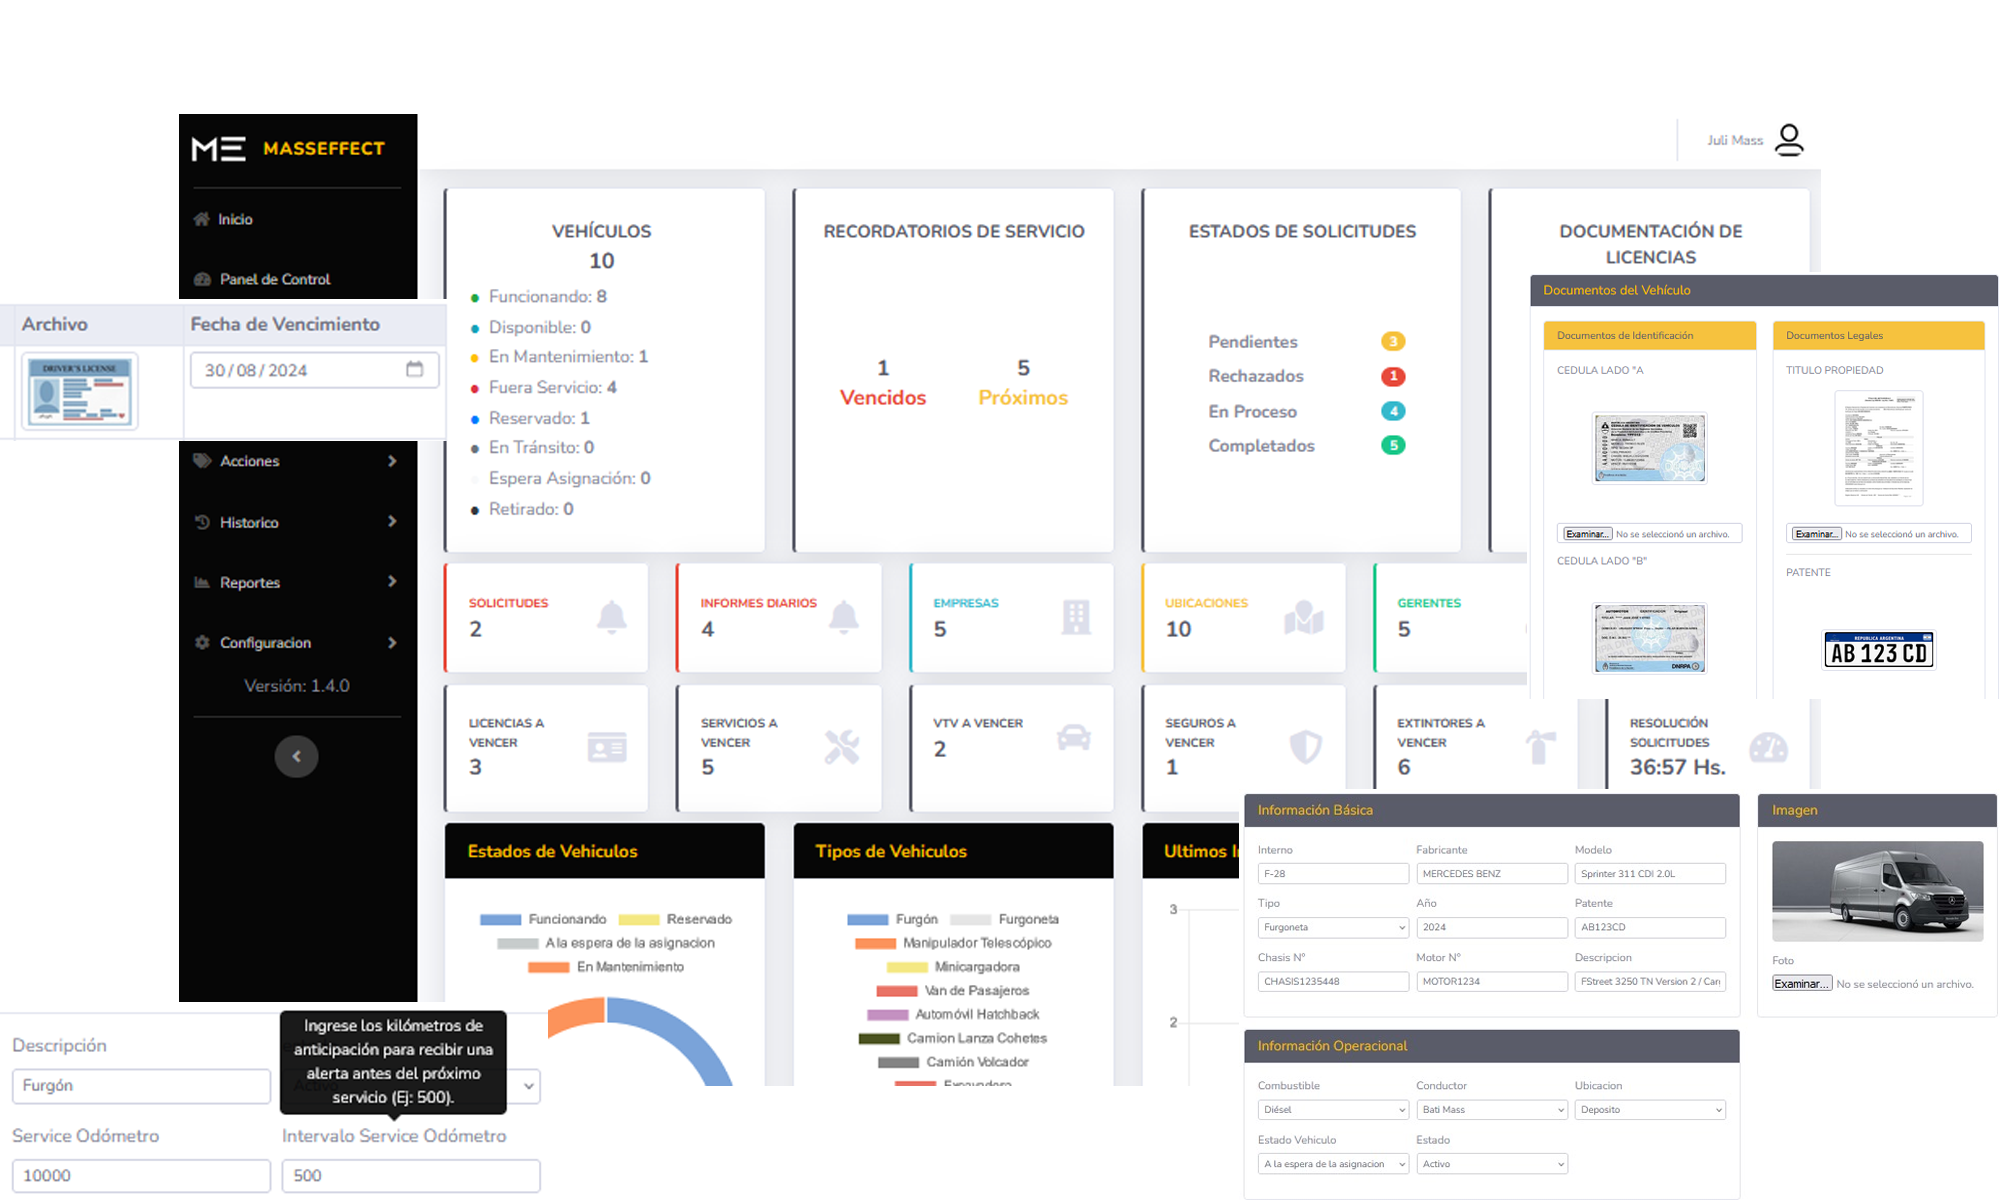 ME MASSEFFECT
Juli Mass
Inicio
Panel de Control
Archivo
Fecha de Vencimiento
DRIVER'S LICENSE
30/08/2024
Acciones
Historico
Reportes
Configuracion
Versión: 1.4.0
VEHÍCULOS
10
Funcionando: 8
Disponible: 0
En Mantenimiento: 1
Fuera Servicio: 4
Reservado: 1
En Tránsito: 0
Espera Asignación: 0
Retirado: 0
RECORDATORIOS DE SERVICIO
1
Vencidos
5
Próximos
ESTADOS DE SOLICITUDES
Pendientes 3
Rechazados 1
En Proceso 4
Completados 5
DOCUMENTACIÓN DE
LICENCIAS
Documentos del Vehículo
Documentos de Identificación
CEDULA LADO "A
Examinar... No se seleccionó un archivo.
CEDULA LADO "B"
DNRPA
Documentos Legales
TITULO PROPIEDAD
Examinar... No se seleccionó un archivo.
PATENTE
REPUBLICA ARGENTINA
AB 123 CD
SOLICITUDES
2
INFORMES DIARIOS
4
EMPRESAS
5
UBICACIONES
10
GERENTES
5
LICENCIAS A
VENCER
3
SERVICIOS A
VENCER
5
VTV A VENCER
2
SEGUROS A
VENCER
1
EXTINTORES A
VENCER
6
RESOLUCIÓN
SOLICITUDES
36:57 Hs.
Estados de Vehiculos
Funcionando
Reservado
A la espera de la asignacion
En Mantenimiento
Tipos de Vehiculos
Furgón
Furgoneta
Manipulador Telescópico
Minicargadora
Van de Pasajeros
Automóvil Hatchback
Camion Lanza Cohetes
Camión Volcador
Excavadora
Ultimos I
3
2
Información Básica
Interno
F-28
Fabricante
MERCEDES BENZ
Modelo
Sprinter 311 CDI 2.0L
Tipo
Furgoneta
Año
2024
Patente
AB123CD
Chasis N°
CHASIS1235448
Motor N°
MOTOR1234
Descripcion
FStreet 3250 TN Version 2 / Car
Imagen
Foto
Examinar... No se seleccionó un archivo.
Información Operacional
Combustible
Diésel
Conductor
Bati Mass
Ubicacion
Deposito
Estado Vehiculo
A la espera de la asignacion
Estado
Activo
Descripción
Furgón
Ingrese los kilómetros de
anticipación para recibir una
alerta antes del próximo
servicio (Ej: 500).
Service Odómetro
10000
Intervalo Service Odómetro
500